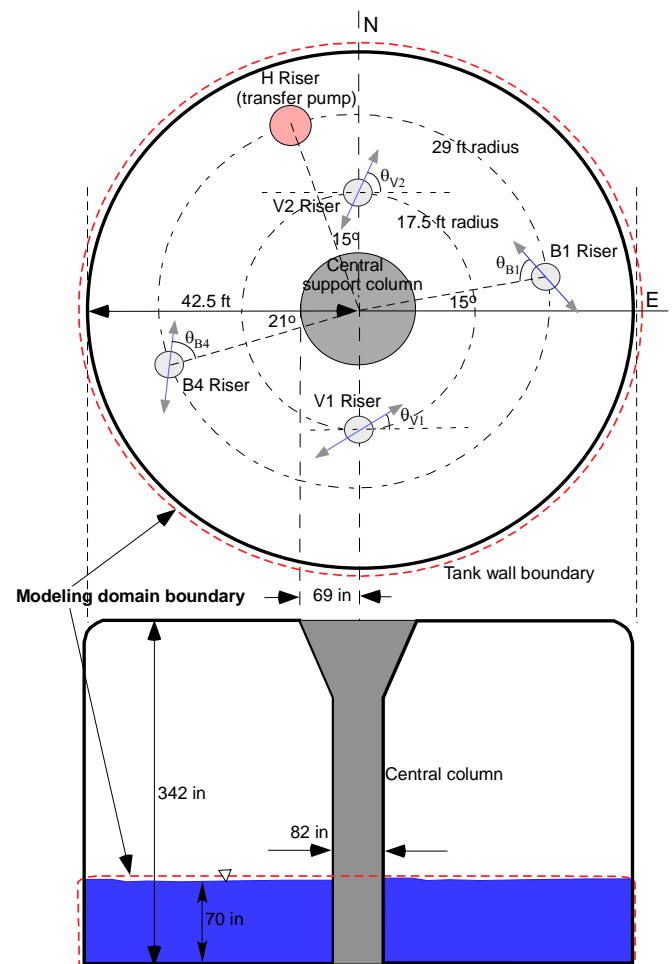 N
H Riser
(transfer pump)
29 ft radius
θV2
V2 Riser
17.5 ft radius
15º
B1 Riser
Central
support column
θB1
42.5 ft
15º
E
21º
θB4
B4 Riser
V1 Riser
θV1
Tank wall boundary
Modeling domain boundary
69 in
342 in
Central column
82 in
70 in